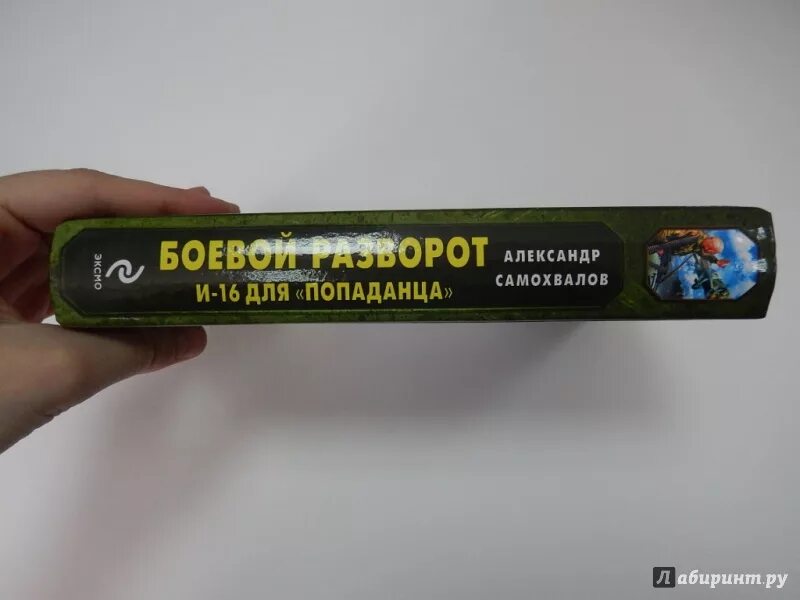 ЭКСМО
БОЕВОЙ РАЗВОРОТ
И-16 ДЛЯ «ПОПАДАНЦА»
АЛЕКСАНДР
САМОХВАЛОВ
Лабиринт.ру